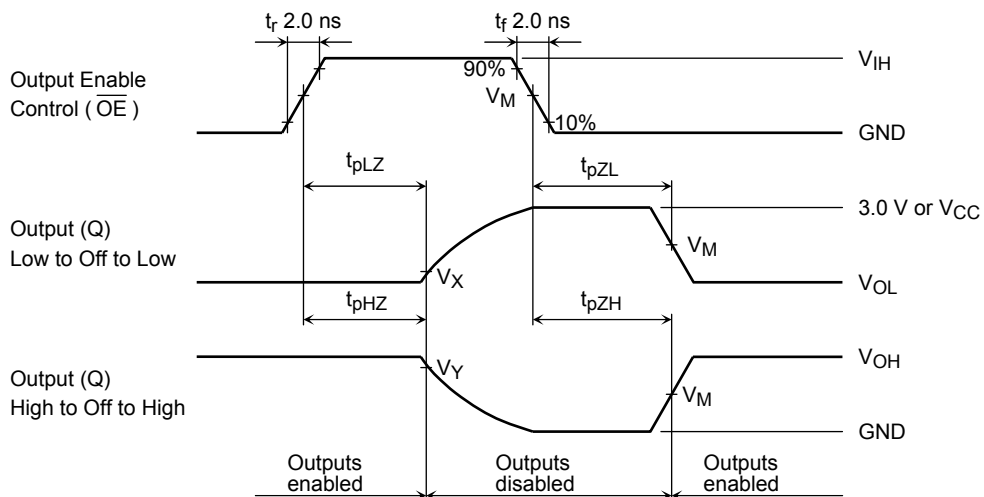 tr 2.0 ns
tf 2.0 ns
Output Enable
Control ( OE )
90%
VM
10%
VIH
GND
tpLZ
tpZL
Output (Q)
Low to Off to Low
VX
VM
3.0 V or VCC
VOL
tpHZ
tpZH
Output (Q)
High to Off to High
VY
VM
VOH
GND
Outputs
enabled
Outputs
disabled
Outputs
enabled